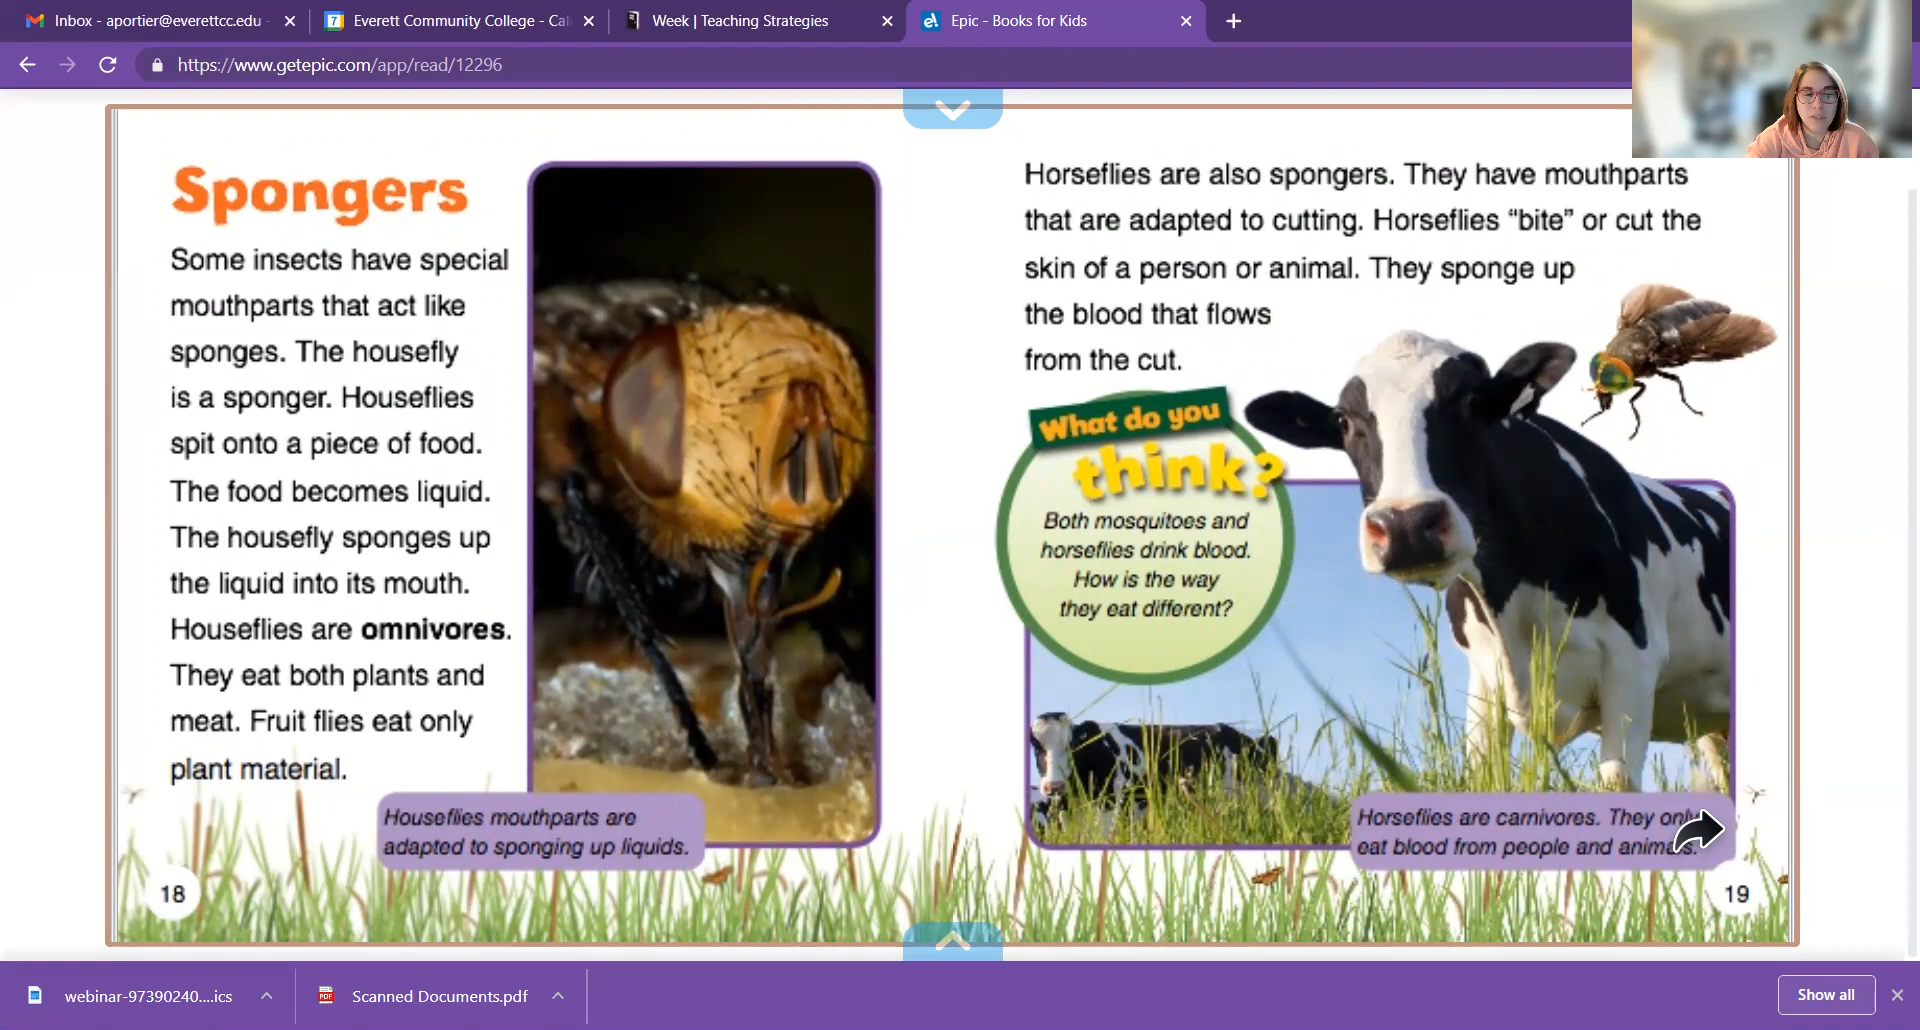 Inbox - aportier@everettcc.edu -
Everett Community College - Cal
Week | Teaching Strategies
Epic - Books for Kids
https://www.getepic.com/app/read/12296
Spongers
Some insects have special
mouthparts that act like
sponges. The housefly
is a sponger. Houseflies
spit onto a piece of food.
The food becomes liquid.
The housefly sponges up
the liquid into its mouth.
Houseflies are omnivores.
They eat both plants and
meat. Fruit flies eat only
plant material.
Houseflies mouthparts are
adapted to sponging up liquids.
18
Horseflies are also spongers. They have mouthparts
that are adapted to cutting. Horseflies “bite” or cut the
skin of a person or animal. They sponge up
the blood that flows
from the cut.
What do you
think?
Both mosquitoes and
horseflies drink blood.
How is the way
they eat different?
Horseflies are carnivores. They only
eat blood from people and animals.
19
webinar-97390240....ics
PDF
Scanned Documents.pdf
Show all